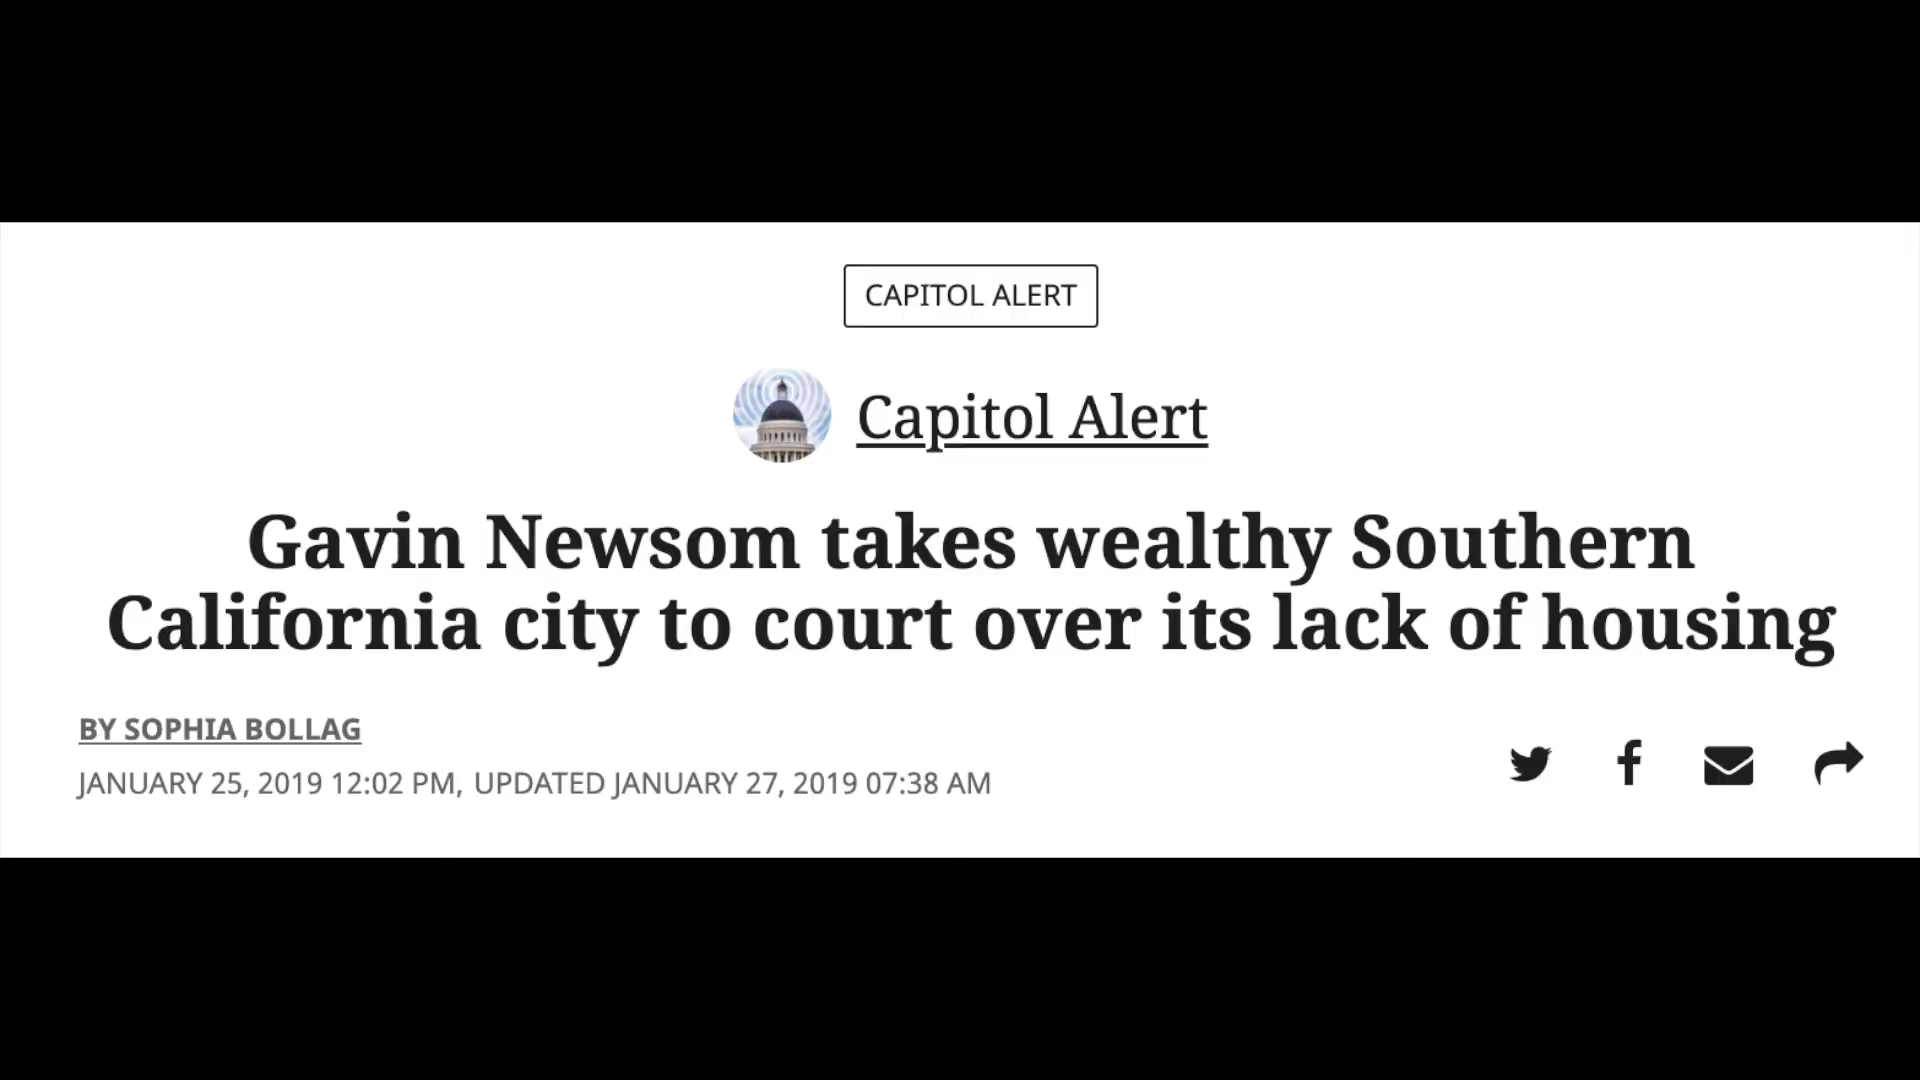 CAPITOL ALERT
Capitol Alert
Gavin Newsom takes wealthy Southern
California city to court over its lack of housing
BY SOPHIA BOLLAG
JANUARY 25, 2019 12:02 PM, UPDATED JANUARY 27, 2019 07:38 AM